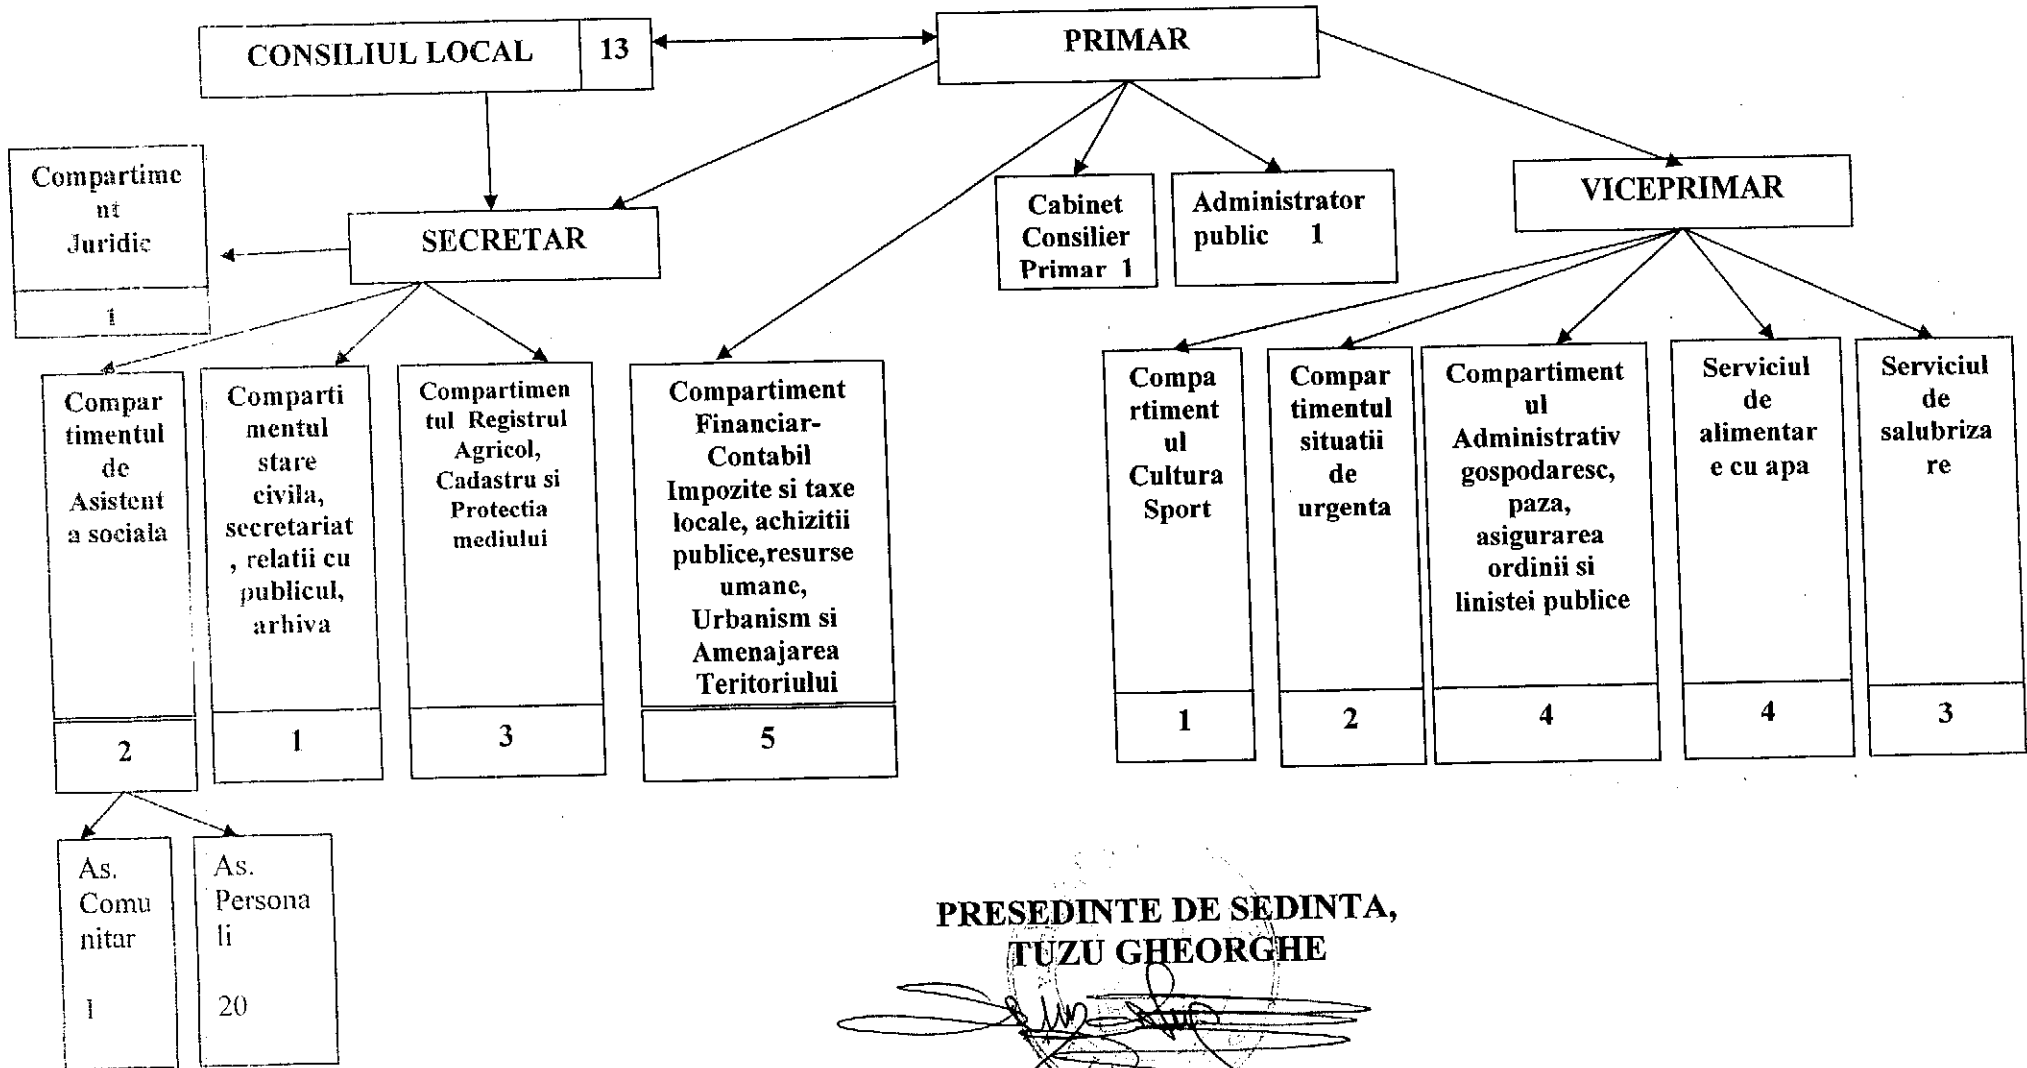 CONSILIUL LOCAL 13
PRIMAR
Compartime
nt
Juridic
1
SECRETAR
Cabinet
Consilier
Primar 1
Administrator
public 1
VICEPRIMAR
Compar
timentul
de
Asistent
a sociala
2
Comparti
mentul
stare
civila,
secretariat
, relatii cu
publicul,
arhiva
1
Compartimen
tul Registrul
Agricol,
Cadastru si
Protectia
mediului
3
Compartiment
Financiar-
Contabil
Impozite si taxe
locale, achizitii
publice,resurse
umane,
Urbanism si
Amenajarea
Teritoriului
5
Compa
rtiment
ul
Cultura
Sport
1
Compar
timentul
situatii
de
urgenta
2
Compartiment
ul
Administrativ
gospodaresc,
paza,
asigurarea
ordinii si
linistei publice
4
Serviciul
de
alimentar
e cu apa
4
Serviciul
de
salubriza
re
3
As.
Comu
nitar
1
As.
Persona
li
20
PRESEDINTE DE SEDINTA,
TUZU GHEORGHE